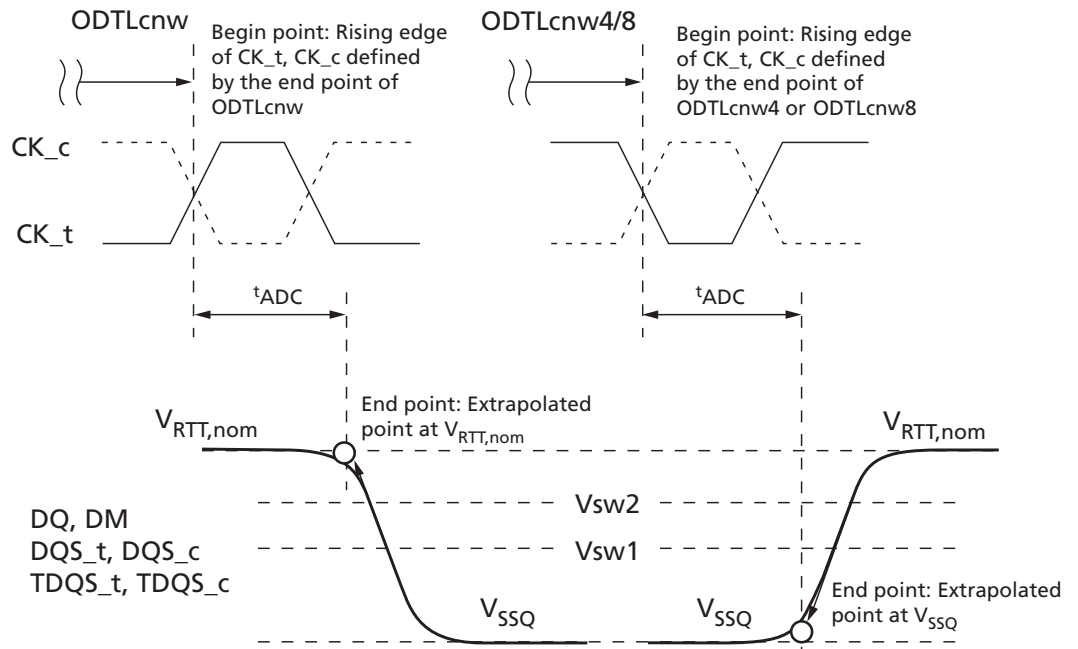 ODTLcnw
Begin point: Rising edge
of CK_t, CK_c defined
by the end point of
ODTLcnw
ODTLcnw4/8
Begin point: Rising edge
of CK_t, CK_c defined
by the end point of
ODTLcnw4 or ODTLcnw8
CK_c
CK_t
tADC
tADC
VRTT,nom
End point: Extrapolated
point at VRTT,nom
VRTT,nom
Vsw2
Vsw1
DQ, DM
DQS_t, DQS_c
TDQS_t, TDQS_c
VSSQ
VSSQ
End point: Extrapolated
point at VSSQ